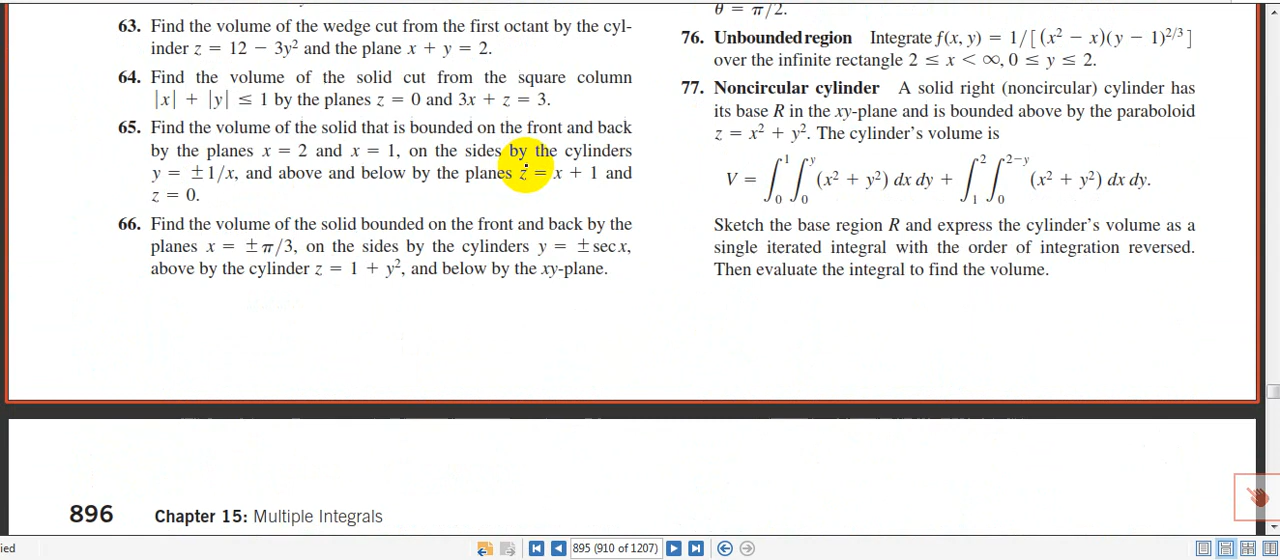 63. Find the volume of the wedge cut from the first octant by the cyl-
inder z = 12 − 3y² and the plane x + y = 2.
64. Find the volume of the solid cut from the square column
|x| + |y| ≤ 1 by the planes z = 0 and 3x + z = 3.
65. Find the volume of the solid that is bounded on the front and back
by the planes x = 2 and x = 1, on the sides by the cylinders
y = ±1/x, and above and below by the planes z = x + 1 and
z = 0.
66. Find the volume of the solid bounded on the front and back by the
planes x = ±π/3, on the sides by the cylinders y = ±sec x,
above by the cylinder z = 1 + y², and below by the xy-plane.
θ = π/2.
76. Unbounded region Integrate f(x, y) = 1/[(x² − x)(y − 1)^{2/3}]
over the infinite rectangle 2 ≤ x < ∞, 0 ≤ y ≤ 2.
77. Noncircular cylinder A solid right (noncircular) cylinder has
its base R in the xy-plane and is bounded above by the paraboloid
z = x² + y². The cylinder's volume is
V = ∫₀¹ ∫₀^y (x² + y²) dx dy + ∫₁² ∫₀^{2−y} (x² + y²) dx dy.
Sketch the base region R and express the cylinder's volume as a
single iterated integral with the order of integration reversed.
Then evaluate the integral to find the volume.
896 Chapter 15: Multiple Integrals
ied
895 (910 of 1207)